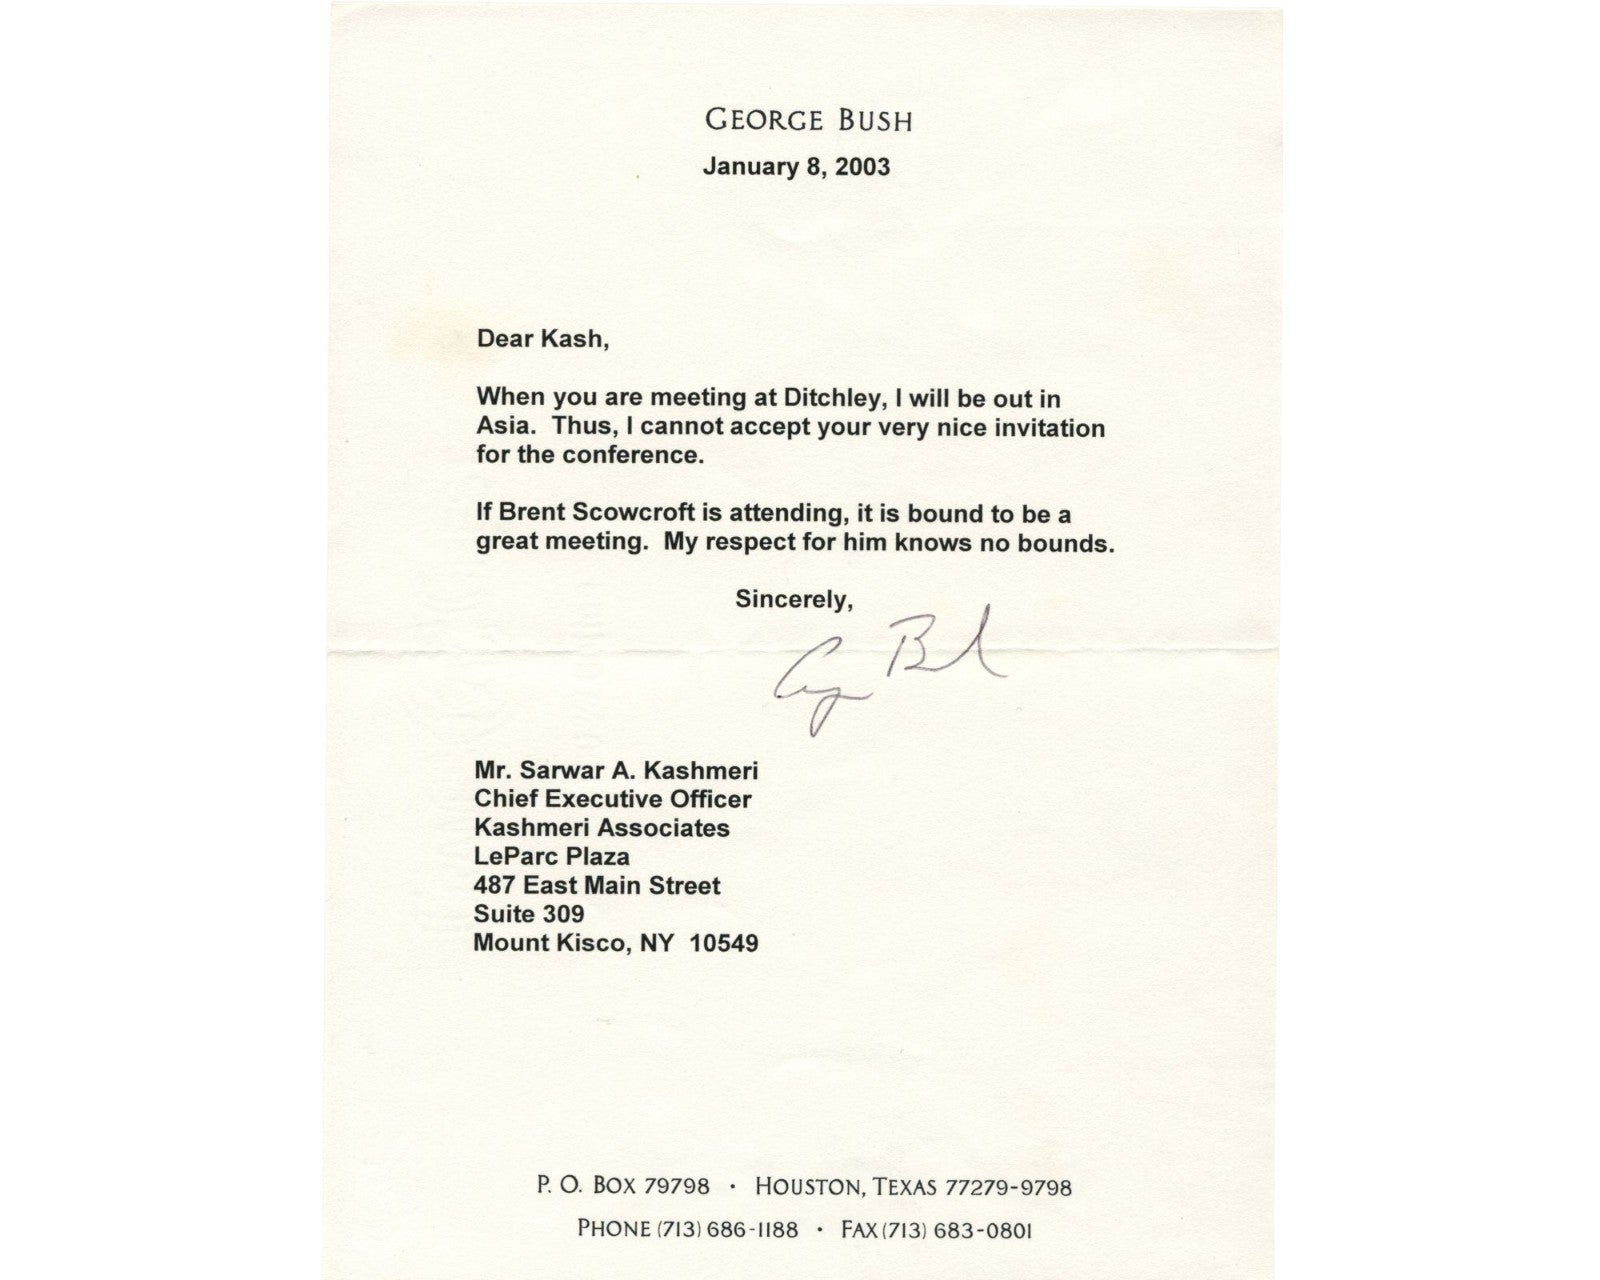 GEORGE BUSH
January 8, 2003
Dear Kash,
When you are meeting at Ditchley, I will be out in
Asia.  Thus, I cannot accept your very nice invitation
for the conference.
If Brent Scowcroft is attending, it is bound to be a
great meeting.  My respect for him knows no bounds.
Sincerely,
G Bush
Mr. Sarwar A. Kashmeri
Chief Executive Officer
Kashmeri Associates
LeParc Plaza
487 East Main Street
Suite 309
Mount Kisco, NY  10549
P. O. BOX 79798 · HOUSTON, TEXAS 77279-9798
PHONE (713) 686-1188 · FAX (713) 683-0801